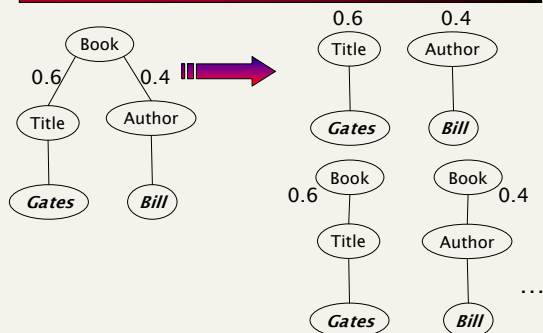 Book
0.6 0.4
Title Author
Gates Bill
0.6 0.4
Title Author
Gates Bill
Book Book
0.6 0.4
Title Author
...
Gates Bill